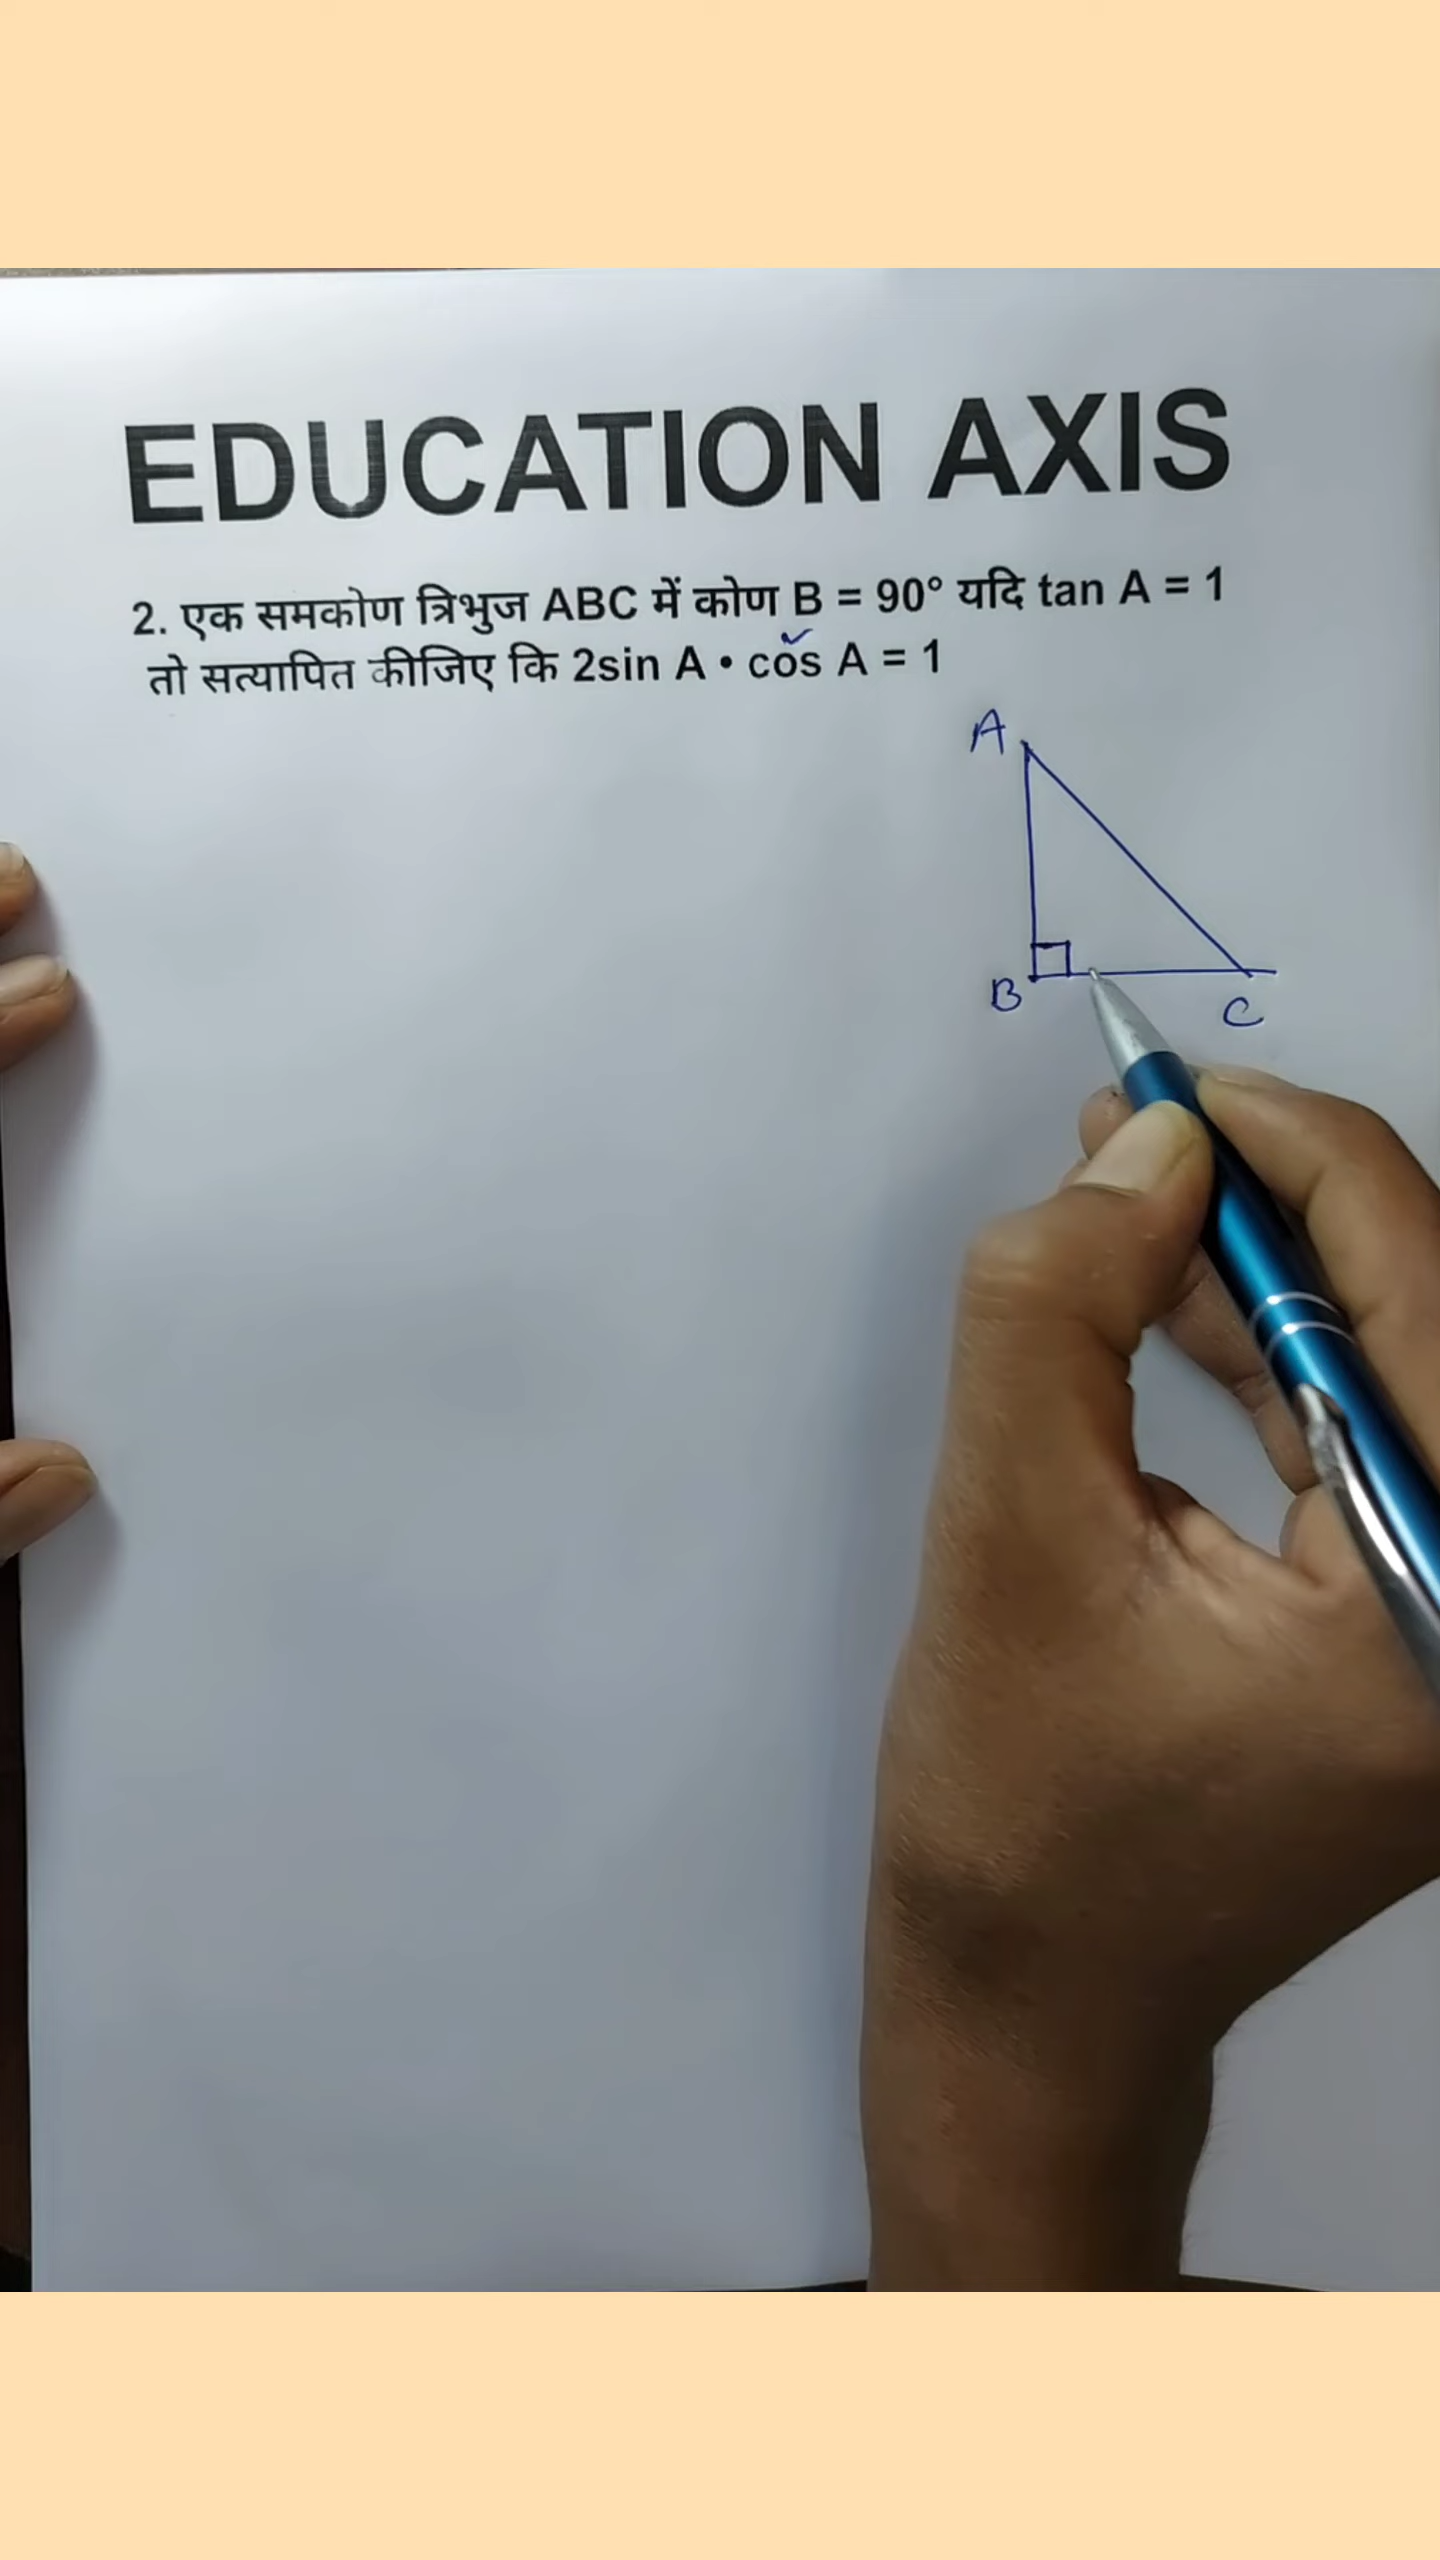 EDUCATION AXIS
2. एक समकोण त्रिभुज ABC में कोण B = 90° यदि tan A = 1
तो सत्यापित कीजिए कि 2sin A • cos A = 1
A
B
C